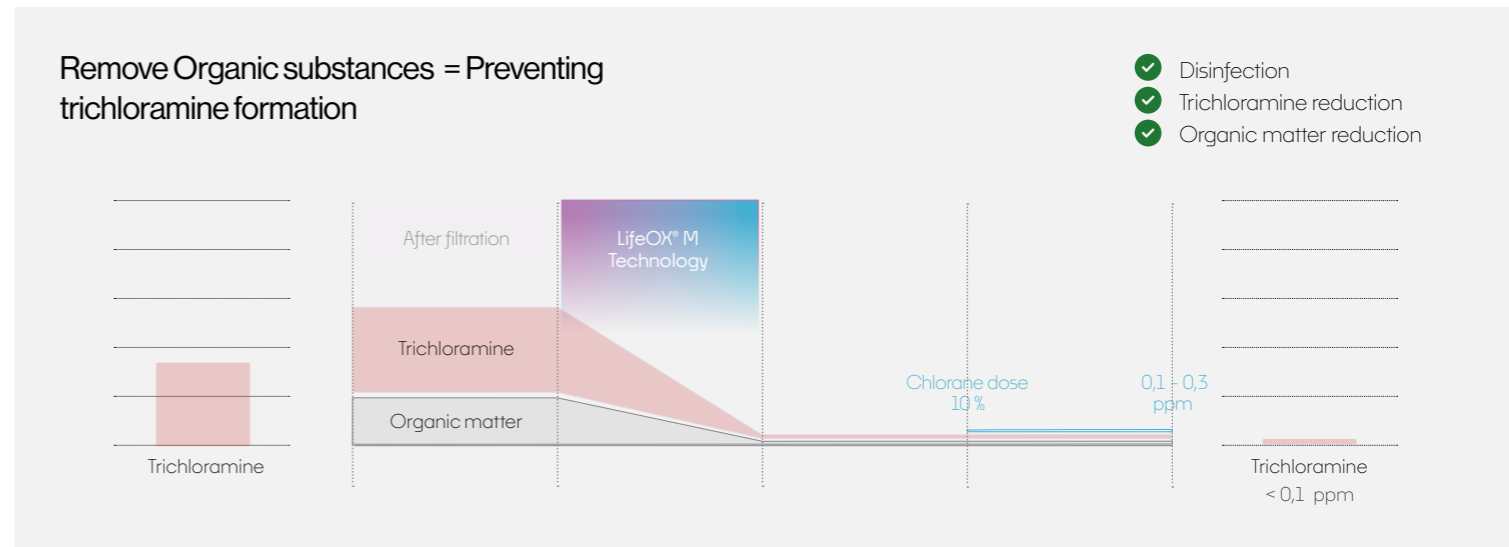 Remove Organic substances = Preventing
trichloramine formation
Disinfection
Trichloramine reduction
Organic matter reduction
After filtration
LifeOX® M
Technology
Trichloramine
Organic matter
Chlorane dose
10 %
0,1 - 0,3
ppm
Trichloramine
Trichloramine
< 0,1 ppm